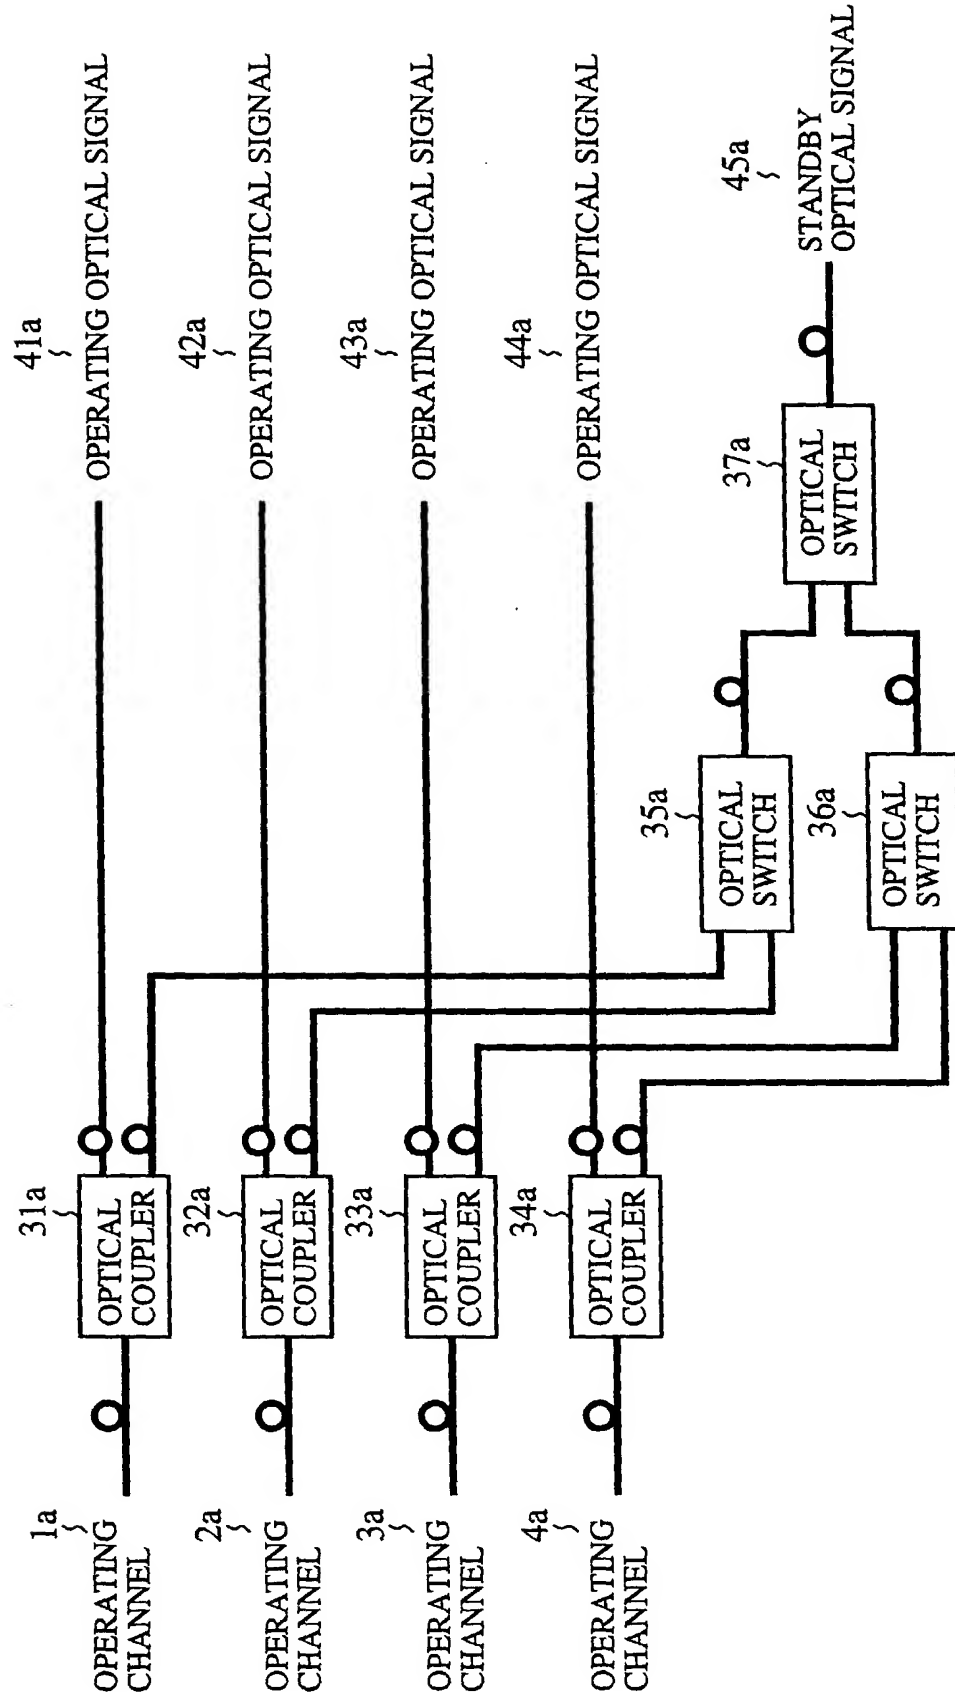 1a
OPERATING
CHANNEL
31a
OPTICAL
COUPLER
41a
OPERATING OPTICAL SIGNAL
2a
OPERATING
CHANNEL
32a
OPTICAL
COUPLER
42a
OPERATING OPTICAL SIGNAL
3a
OPERATING
CHANNEL
33a
OPTICAL
COUPLER
43a
OPERATING OPTICAL SIGNAL
4a
OPERATING
CHANNEL
34a
OPTICAL
COUPLER
44a
OPERATING OPTICAL SIGNAL
35a
OPTICAL
SWITCH
36a
OPTICAL
SWITCH
37a
OPTICAL
SWITCH
45a
STANDBY
OPTICAL SIGNAL